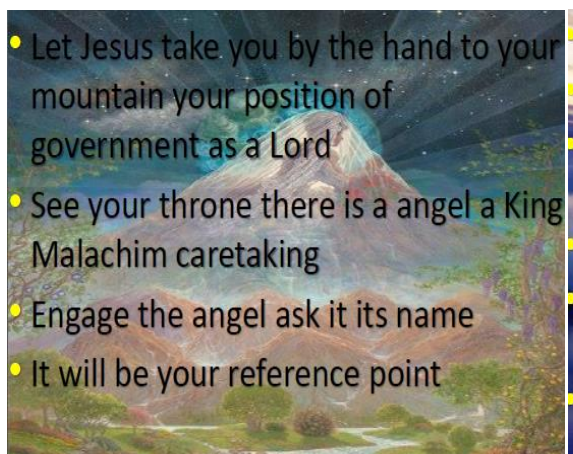 • Let Jesus take you by the hand to your
mountain your position of
government as a Lord
• See your throne there is a angel a King
Malachim caretaking
• Engage the angel ask it its name
• It will be your reference point